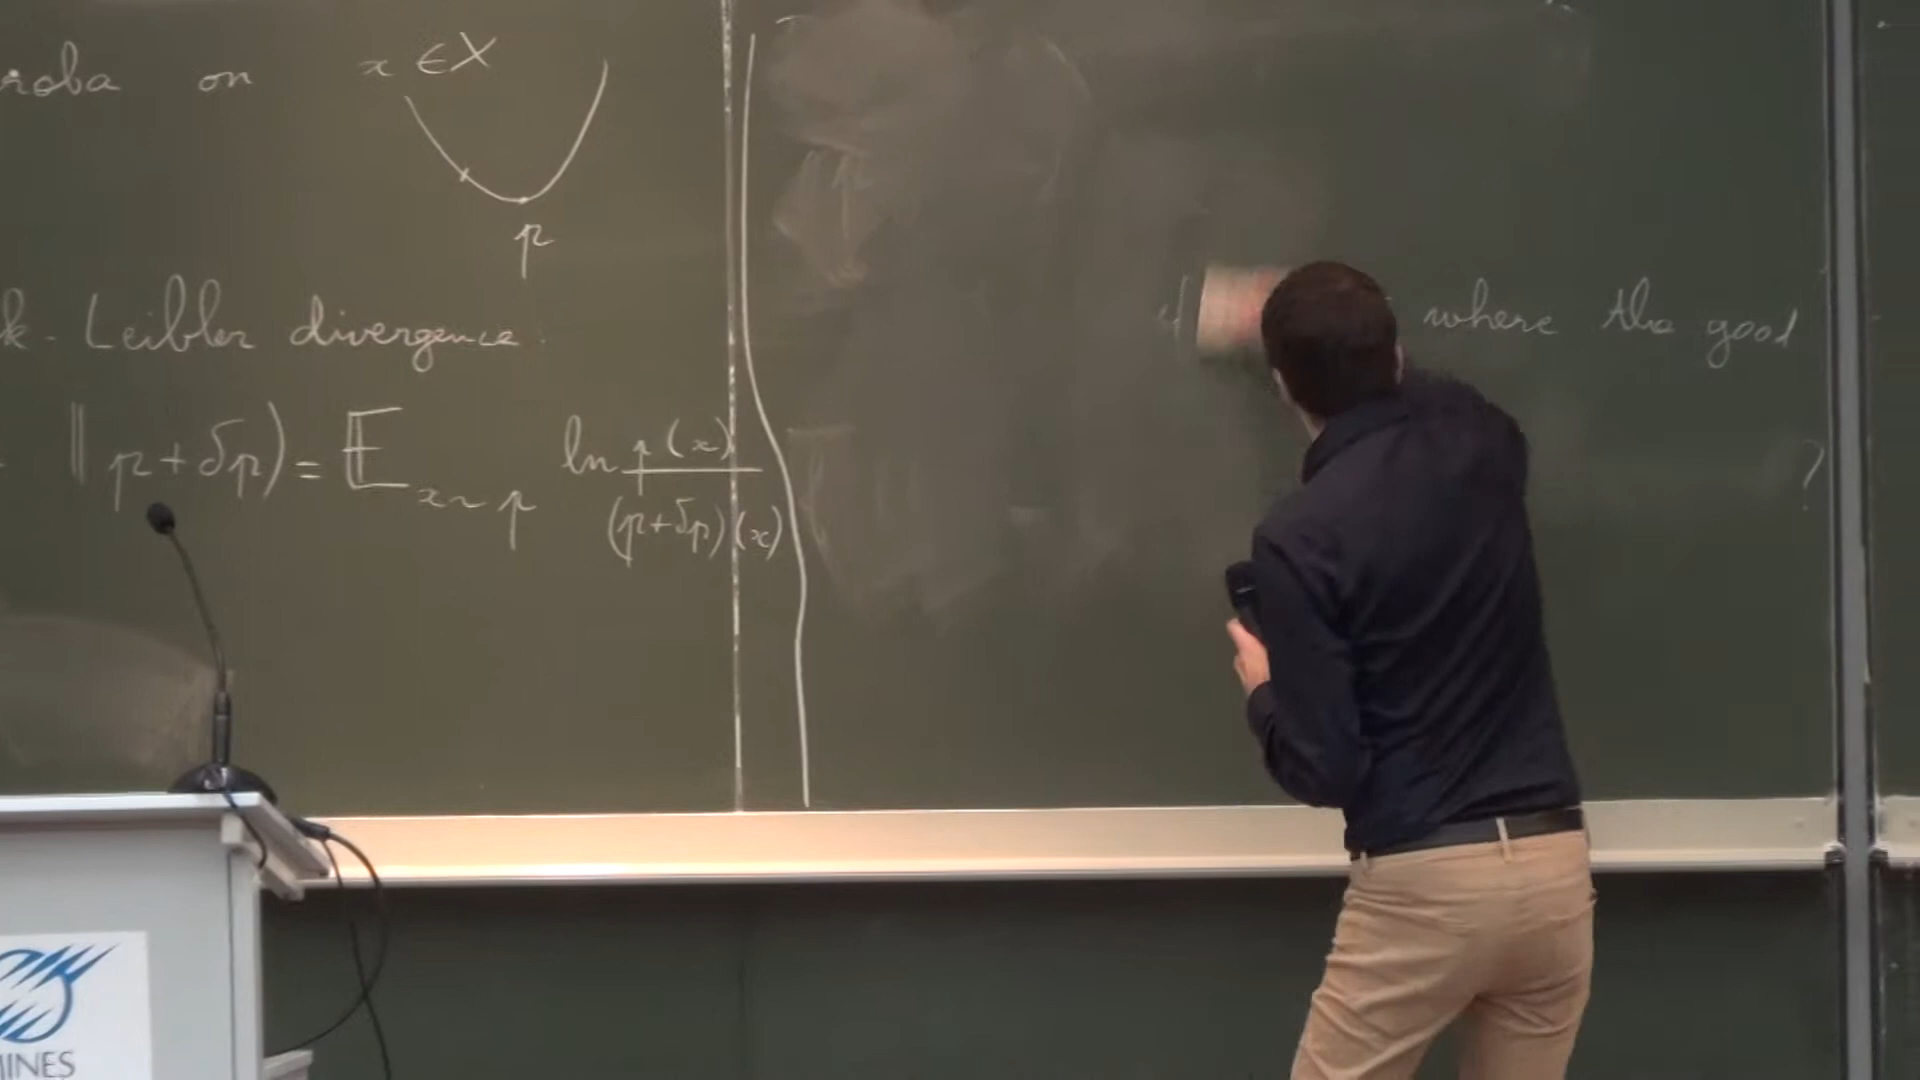 roba on x ∈ X
p
k - Leibler divergence.
|| p+δp) = 𝔼_{x~p} ln p(x) / (p+δp)(x)
where the good
?
MINES